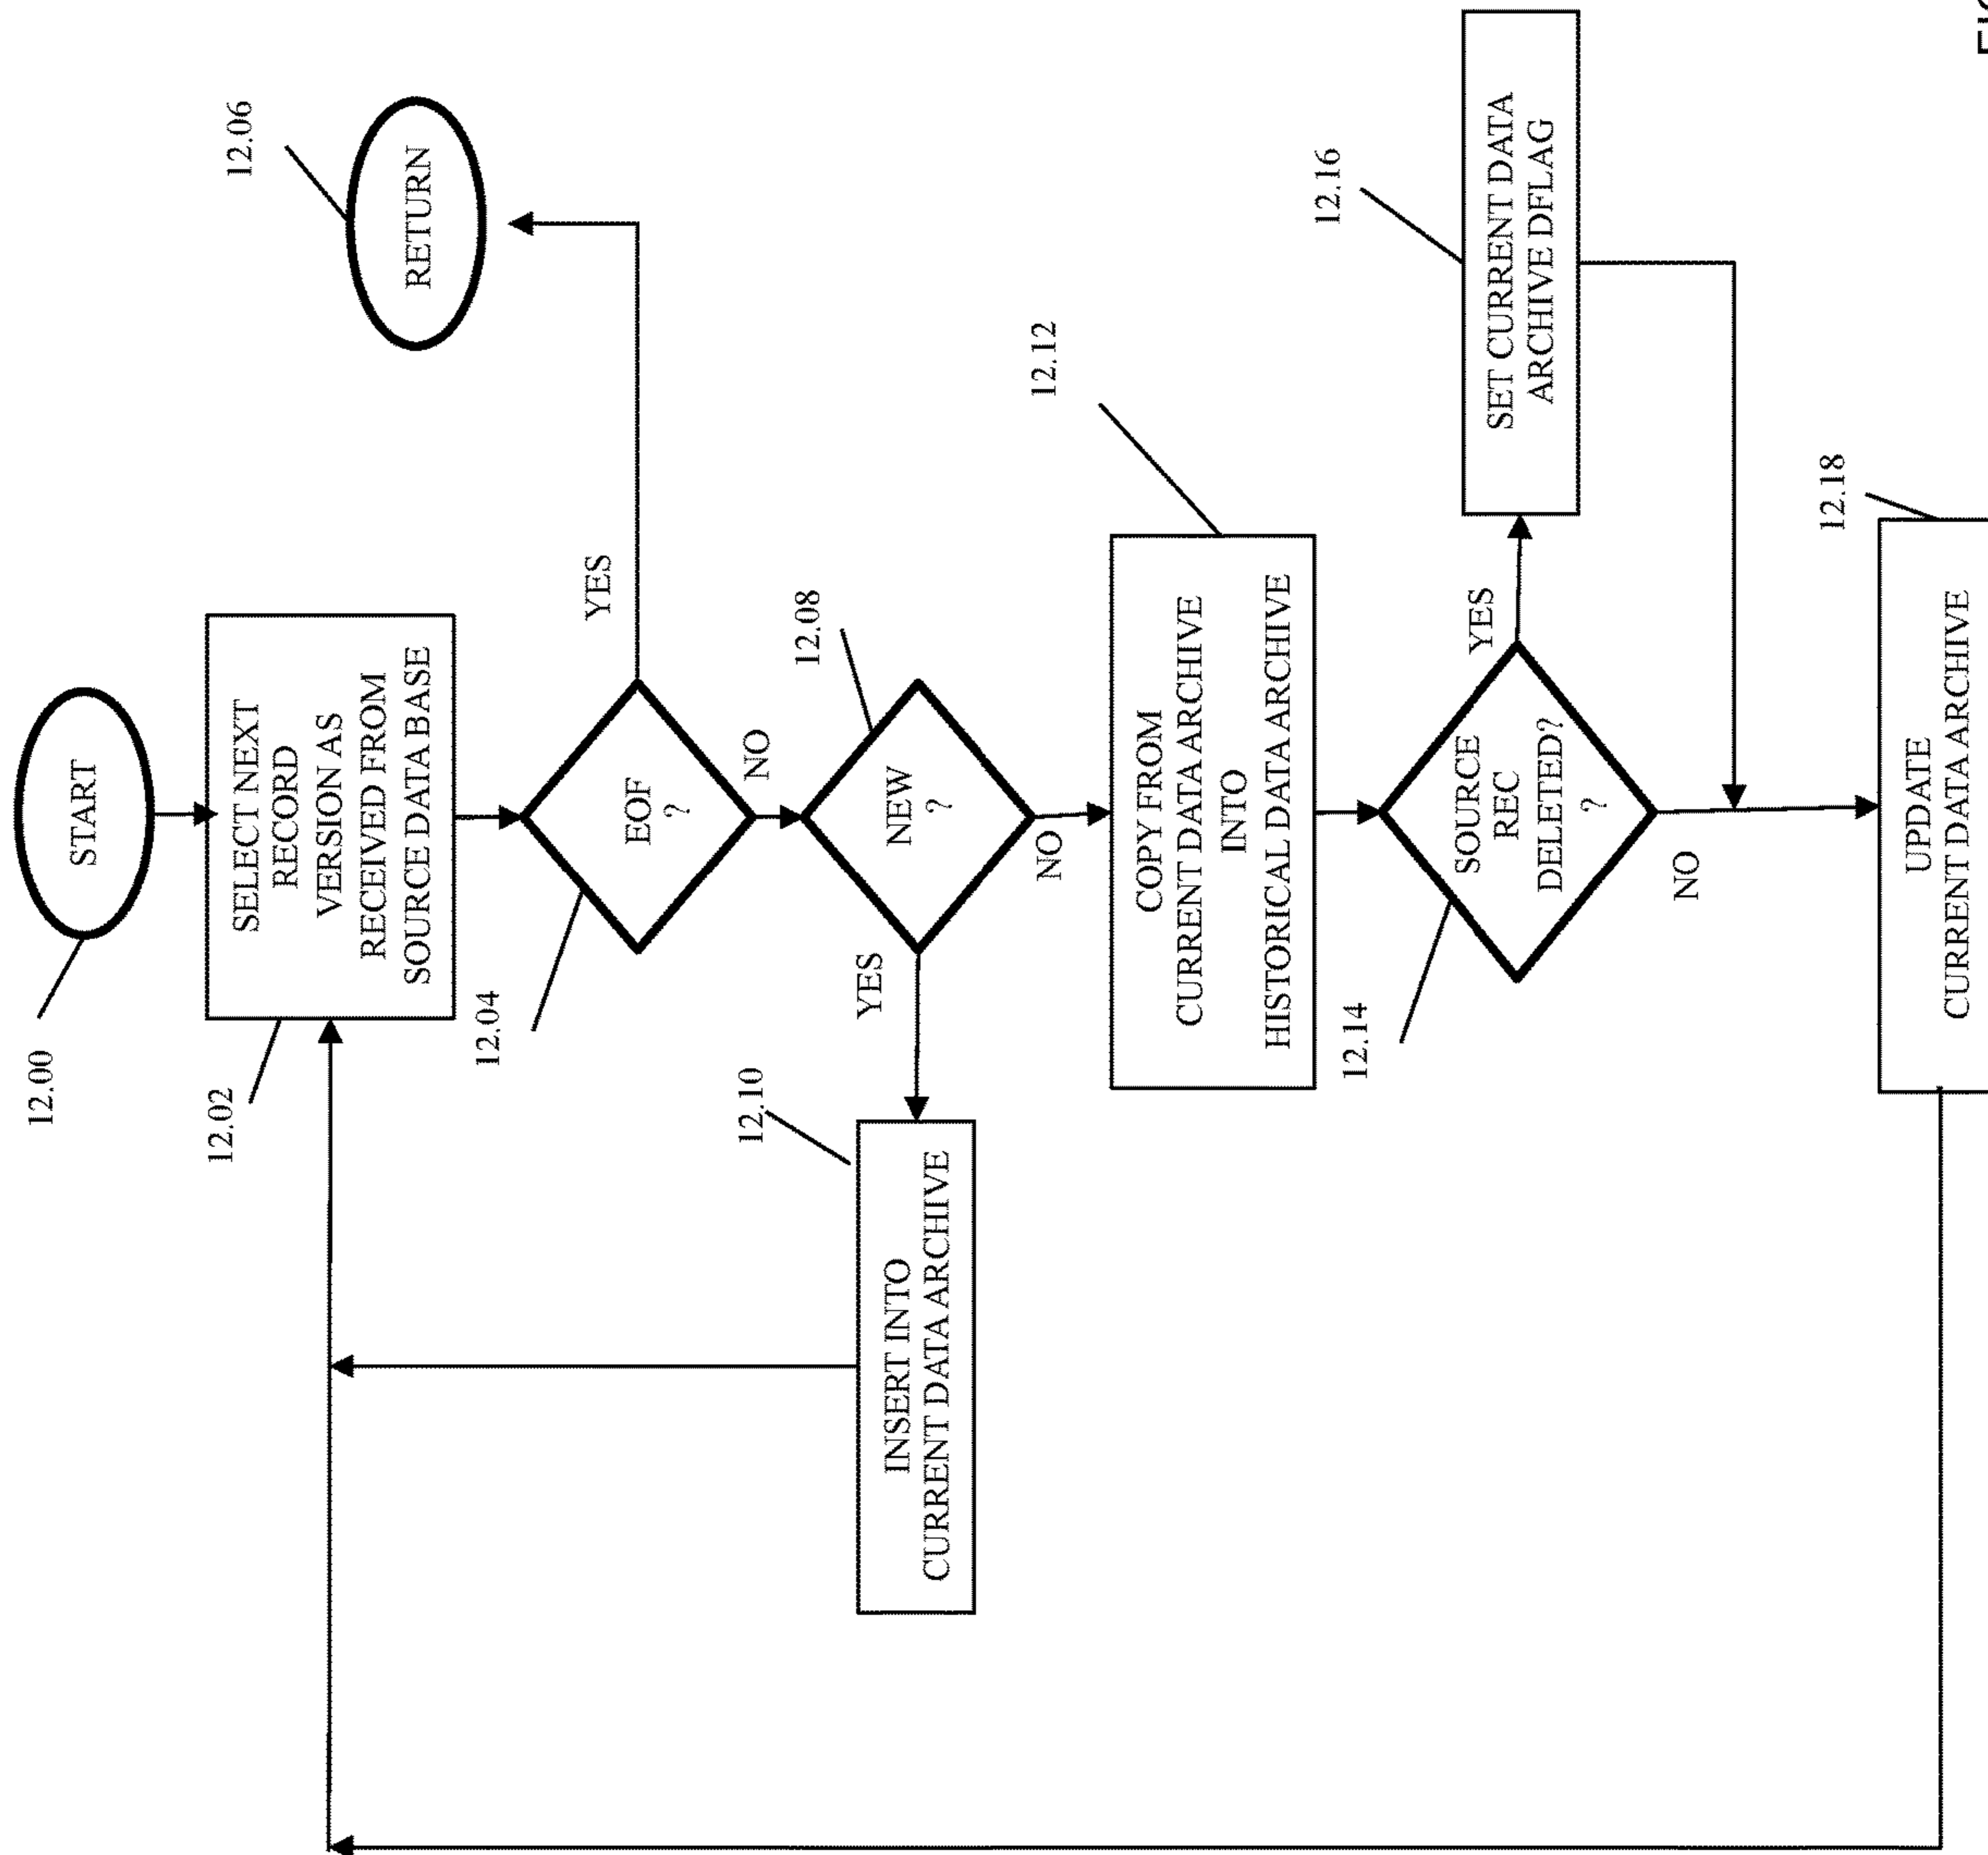 12.00
START
12.02
SELECT NEXT
RECORD
VERSION AS
RECEIVED FROM
SOURCE DATABASE
12.04
EOF
?
YES
12.06
RETURN
NO
12.08
NEW
?
YES
12.10
INSERT INTO
CURRENT DATA ARCHIVE
NO
12.12
COPY FROM
CURRENT DATA ARCHIVE
INTO
HISTORICAL DATA ARCHIVE
12.14
SOURCE
REC
DELETED?
?
YES
12.16
SET CURRENT DATA
ARCHIVE DFLAG
NO
12.18
UPDATE
CURRENT DATA ARCHIVE